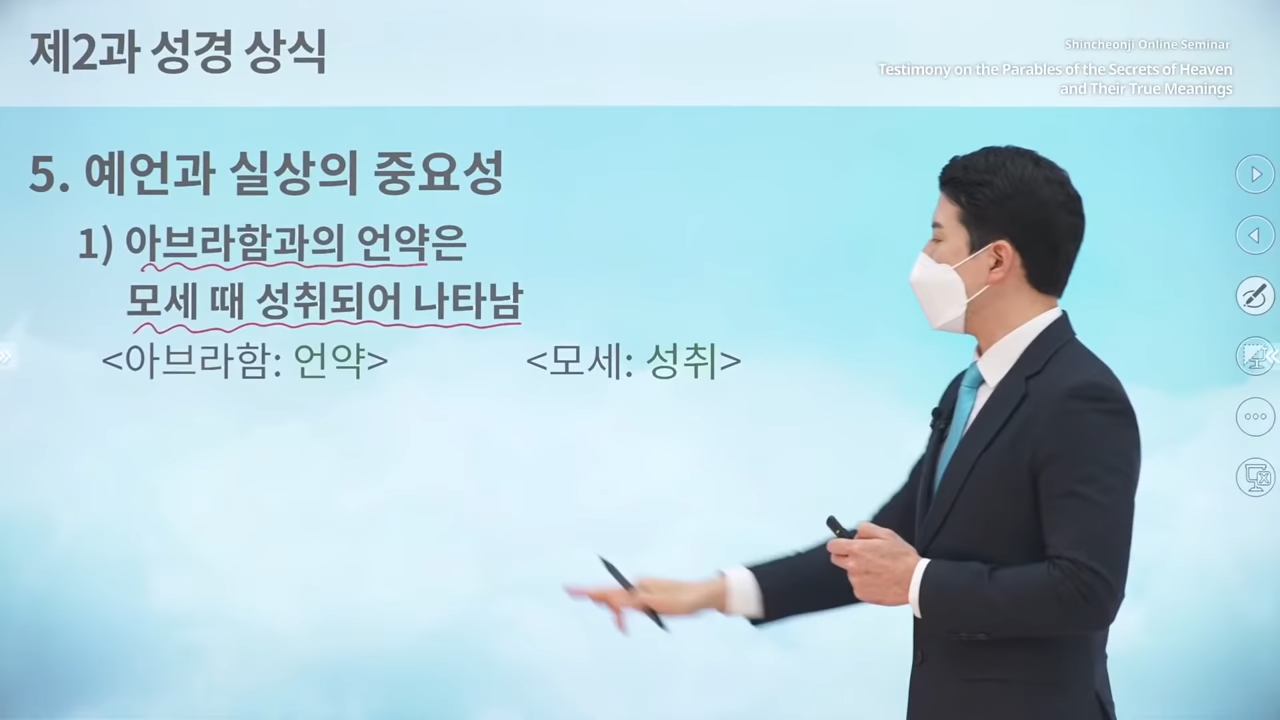 제2과 성경 상식
Shincheonji Online Seminar
Testimony on the Parables of the Secrets of Heaven
and Their True Meanings
5. 예언과 실상의 중요성
1) 아브라함과의 언약은
모세 때 성취되어 나타남
<아브라함: 언약> <모세: 성취>